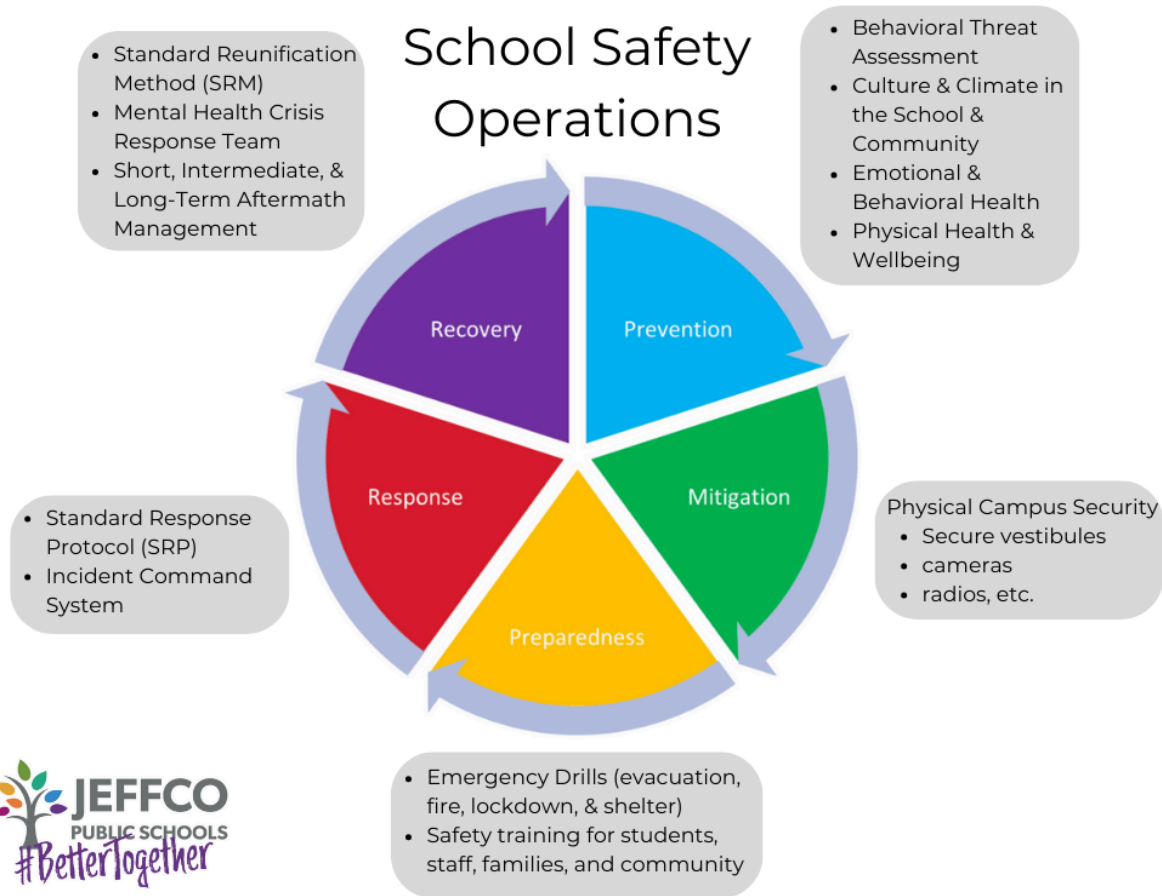 School Safety
Operations
• Standard Reunification
Method (SRM)
• Mental Health Crisis
Response Team
• Short, Intermediate, &
Long-Term Aftermath
Management
• Behavioral Threat
Assessment
• Culture & Climate in
the School &
Community
• Emotional &
Behavioral Health
• Physical Health &
Wellbeing
Recovery
Prevention
Response
Mitigation
Preparedness
• Standard Response
Protocol (SRP)
• Incident Command
System
Physical Campus Security
• Secure vestibules
• cameras
• radios, etc.
• Emergency Drills (evacuation,
fire, lockdown, & shelter)
• Safety training for students,
staff, families, and community
JEFFCO
PUBLIC SCHOOLS
#BetterTogether